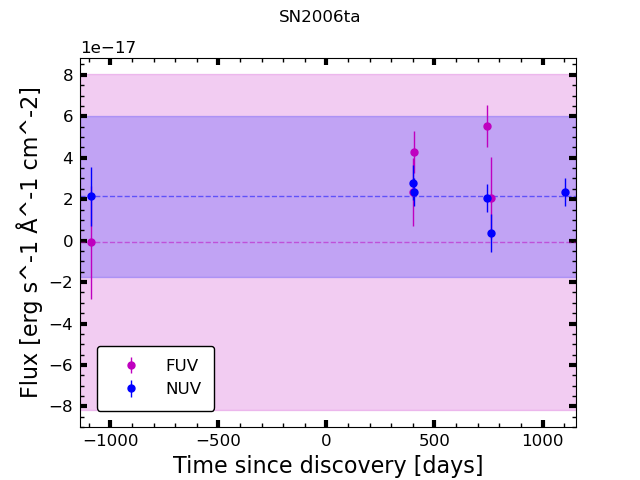 SN2006ta
1e−17
8
6
4
2
0
−2
−4
−6
−8
Flux [erg s^-1 Å^-1 cm^-2]
FUV
NUV
−1000 −500 0 500 1000
Time since discovery [days]